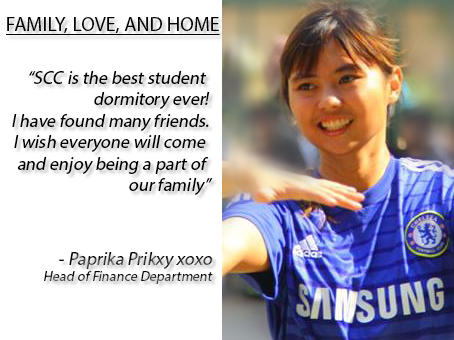 FAMILY, LOVE, AND HOME
“SCC is the best student
dormitory ever!
I have found many friends.
I wish everyone will come
and enjoy being a part of
our family”
- Paprika Prikxy xoxo
Head of Finance Department
adidas
CHELSEA
SAMSUNG